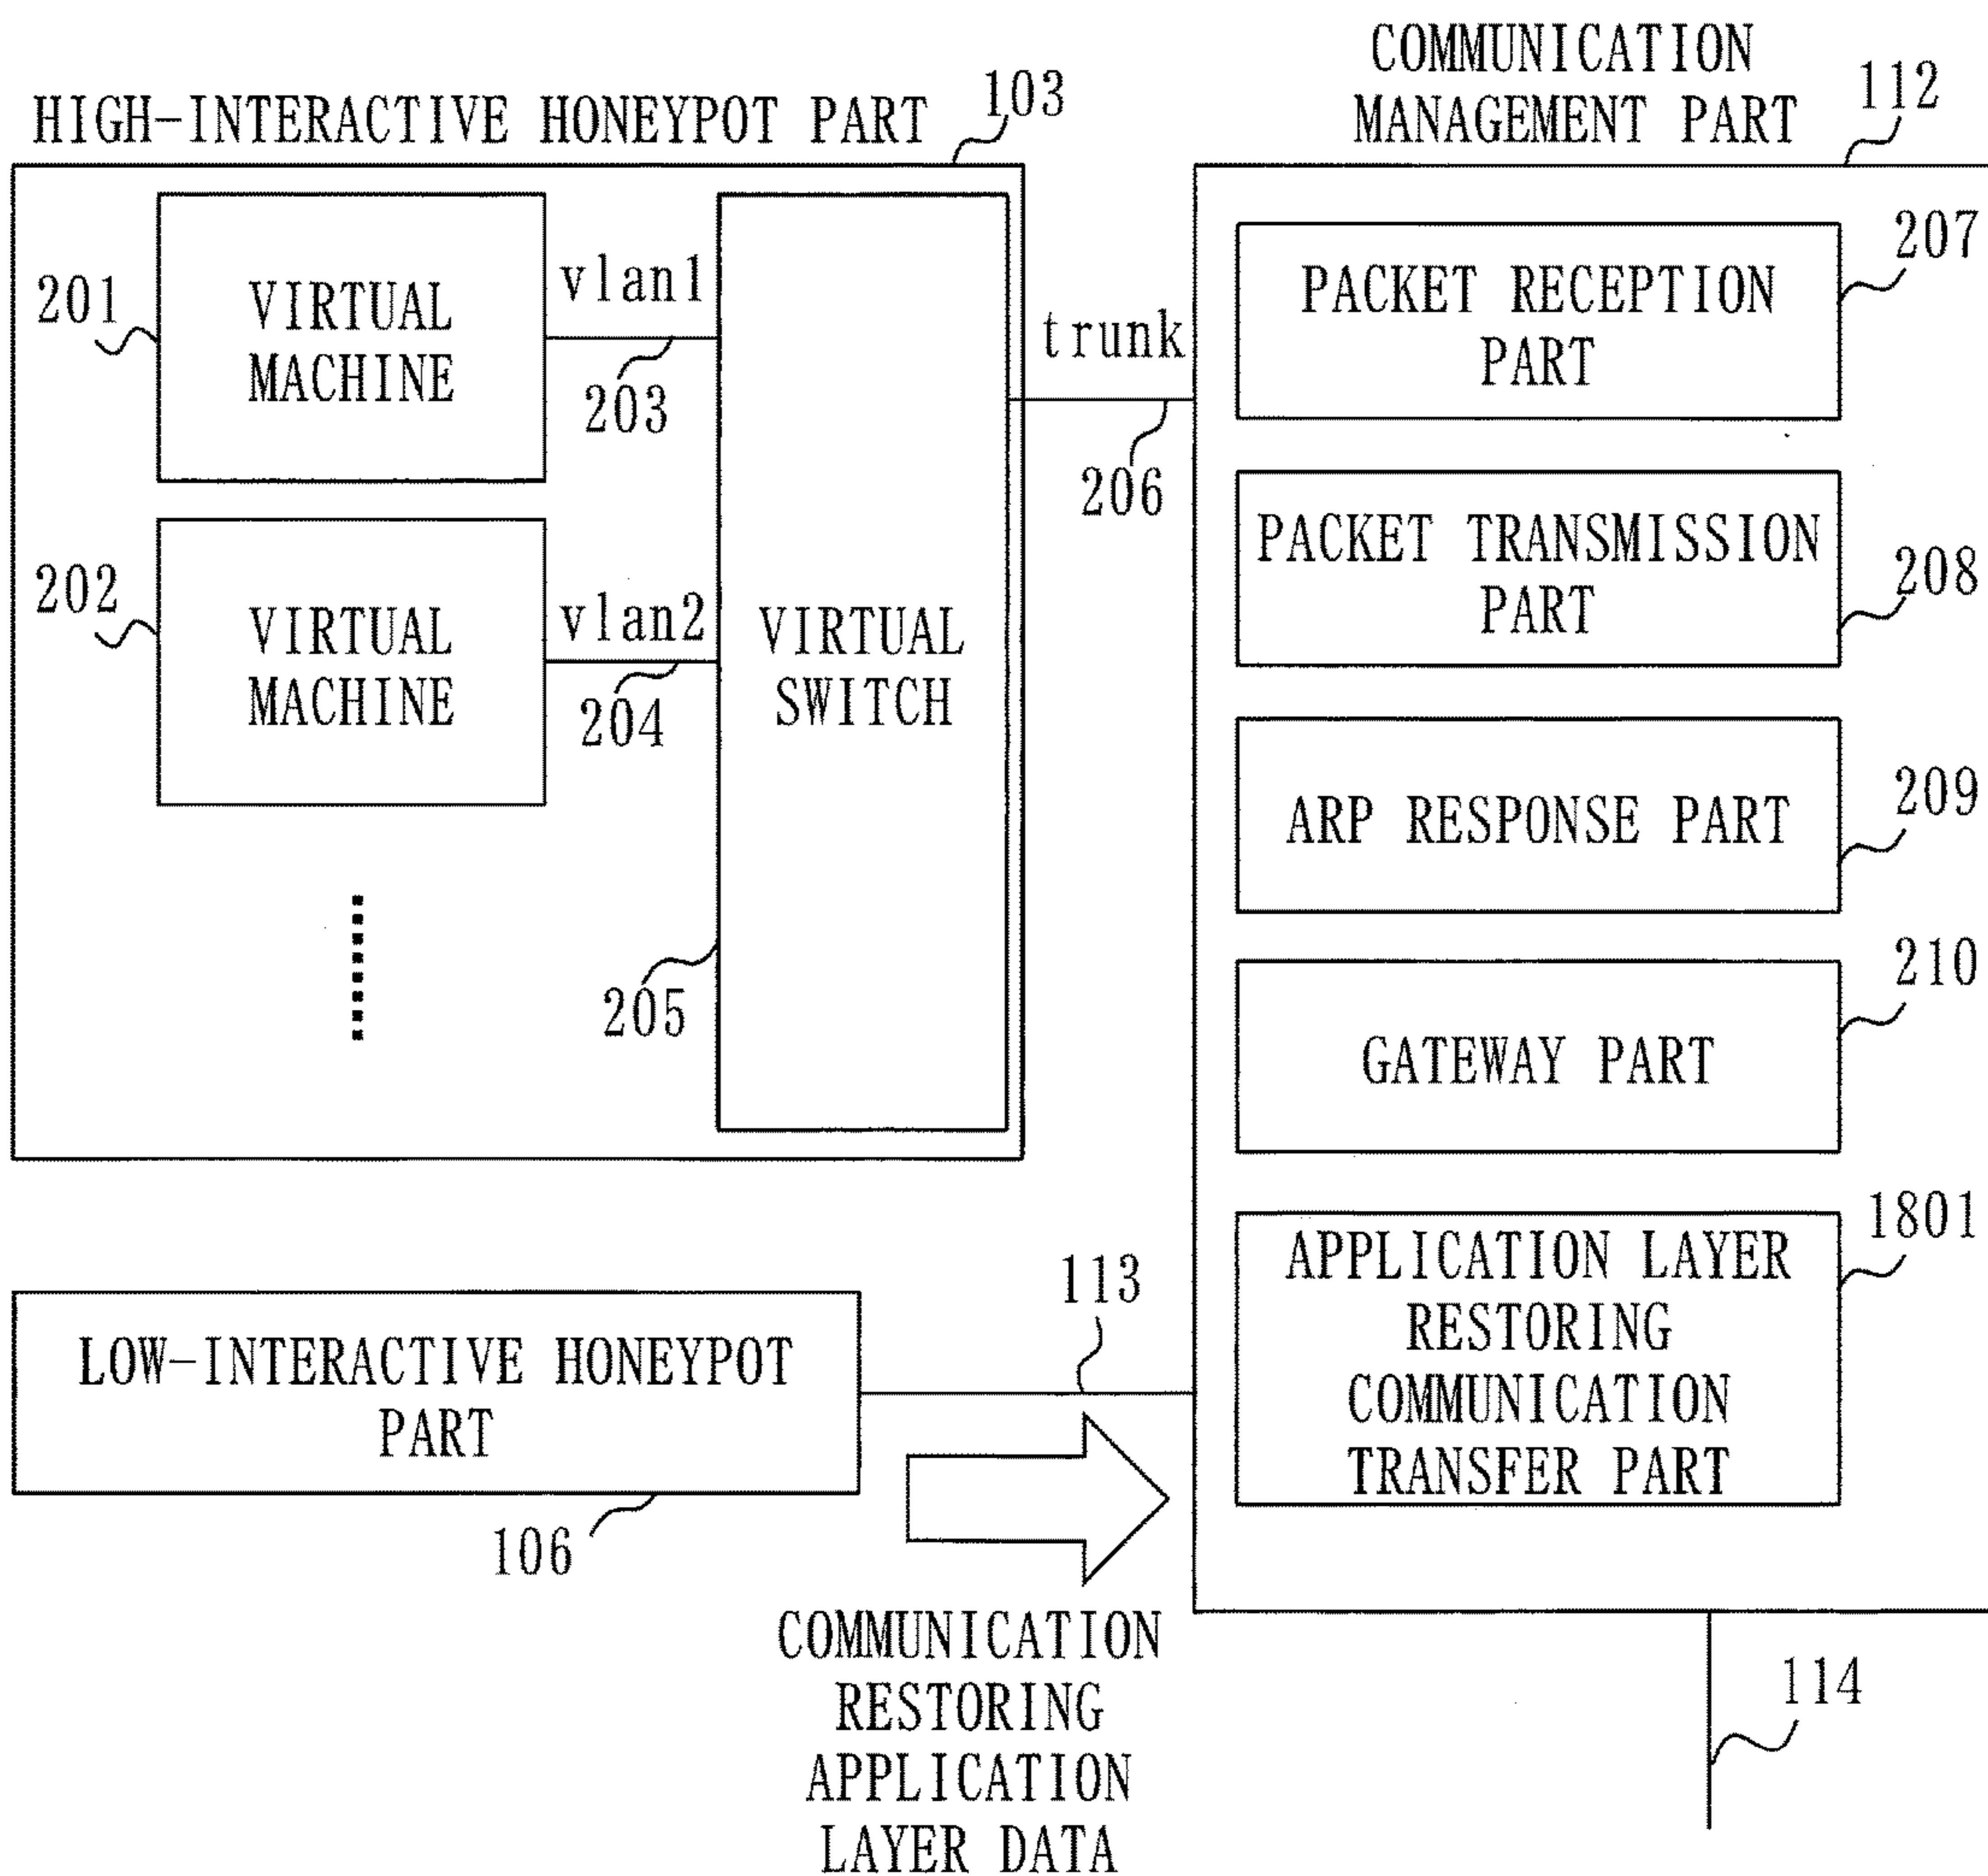 HIGH-INTERACTIVE HONEYPOT PART
103
201
VIRTUAL
MACHINE
vlan1
203
202
VIRTUAL
MACHINE
vlan2
204
VIRTUAL
SWITCH
205
trunk
206
COMMUNICATION
MANAGEMENT PART
112
PACKET RECEPTION
PART
207
PACKET TRANSMISSION
PART
208
ARP RESPONSE PART
209
GATEWAY PART
210
APPLICATION LAYER
RESTORING
COMMUNICATION
TRANSFER PART
1801
LOW-INTERACTIVE HONEYPOT
PART
106
113
COMMUNICATION
RESTORING
APPLICATION
LAYER DATA
114